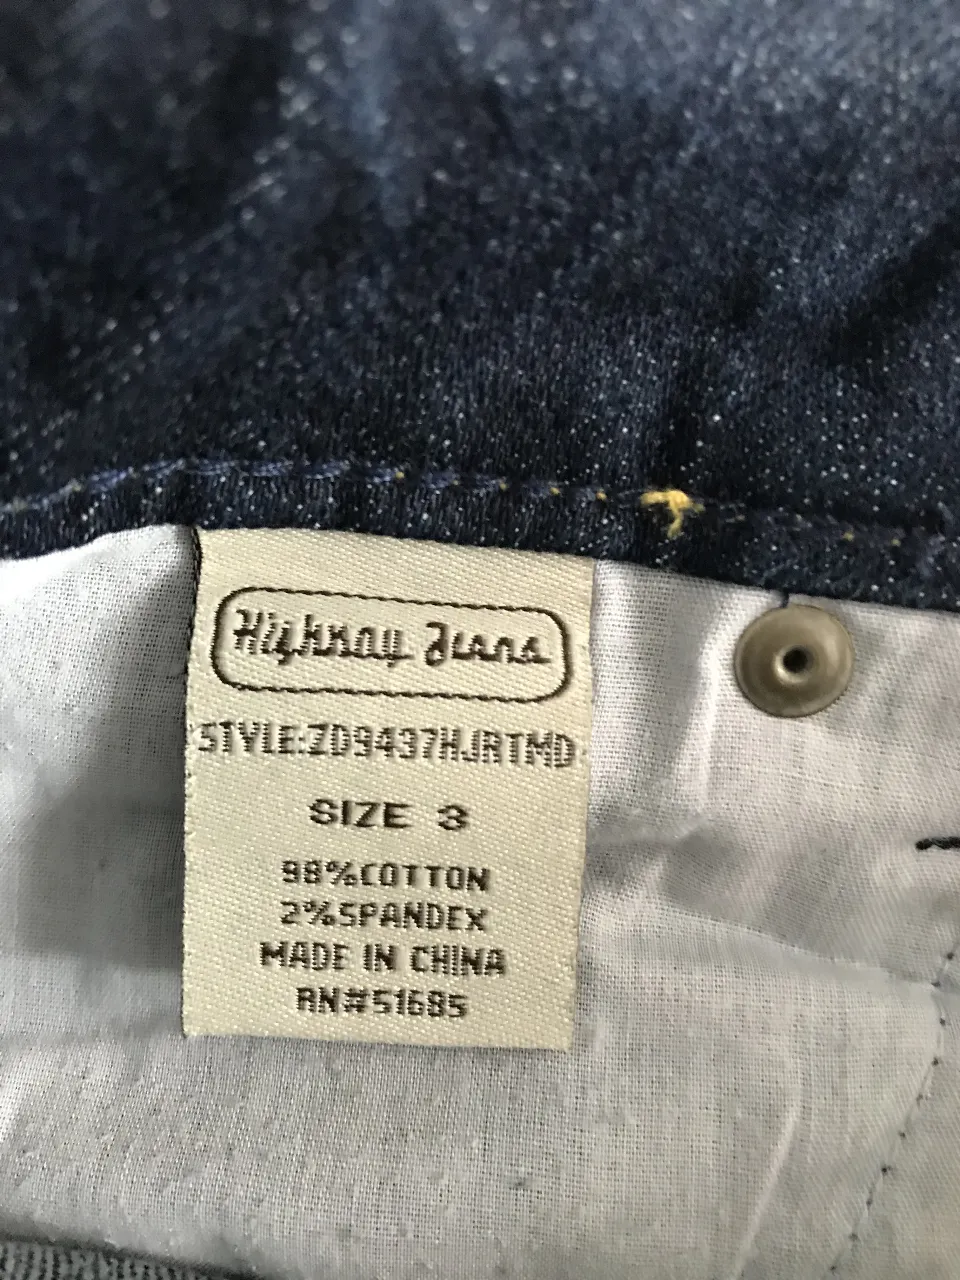 Highway Jeans
STYLE:ZD9437HJRTMD
SIZE 3
98%COTTON
2%SPANDEX
MADE IN CHINA
RN#51685